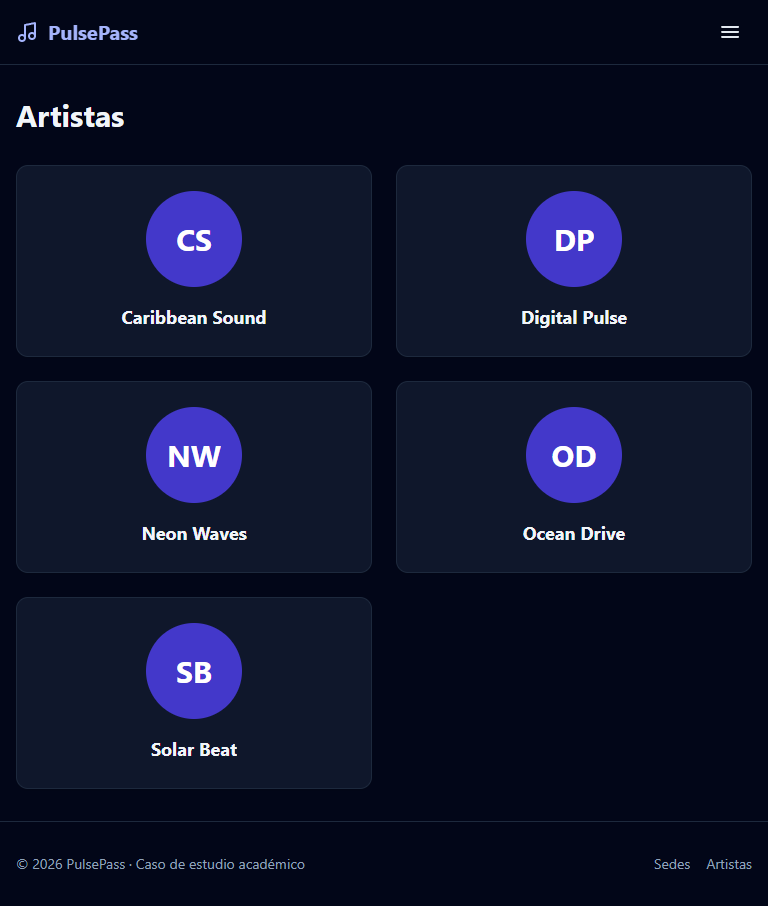 PulsePass
Artistas
CS
Caribbean Sound
DP
Digital Pulse
NW
Neon Waves
OD
Ocean Drive
SB
Solar Beat
© 2026 PulsePass · Caso de estudio académico
Sedes Artistas